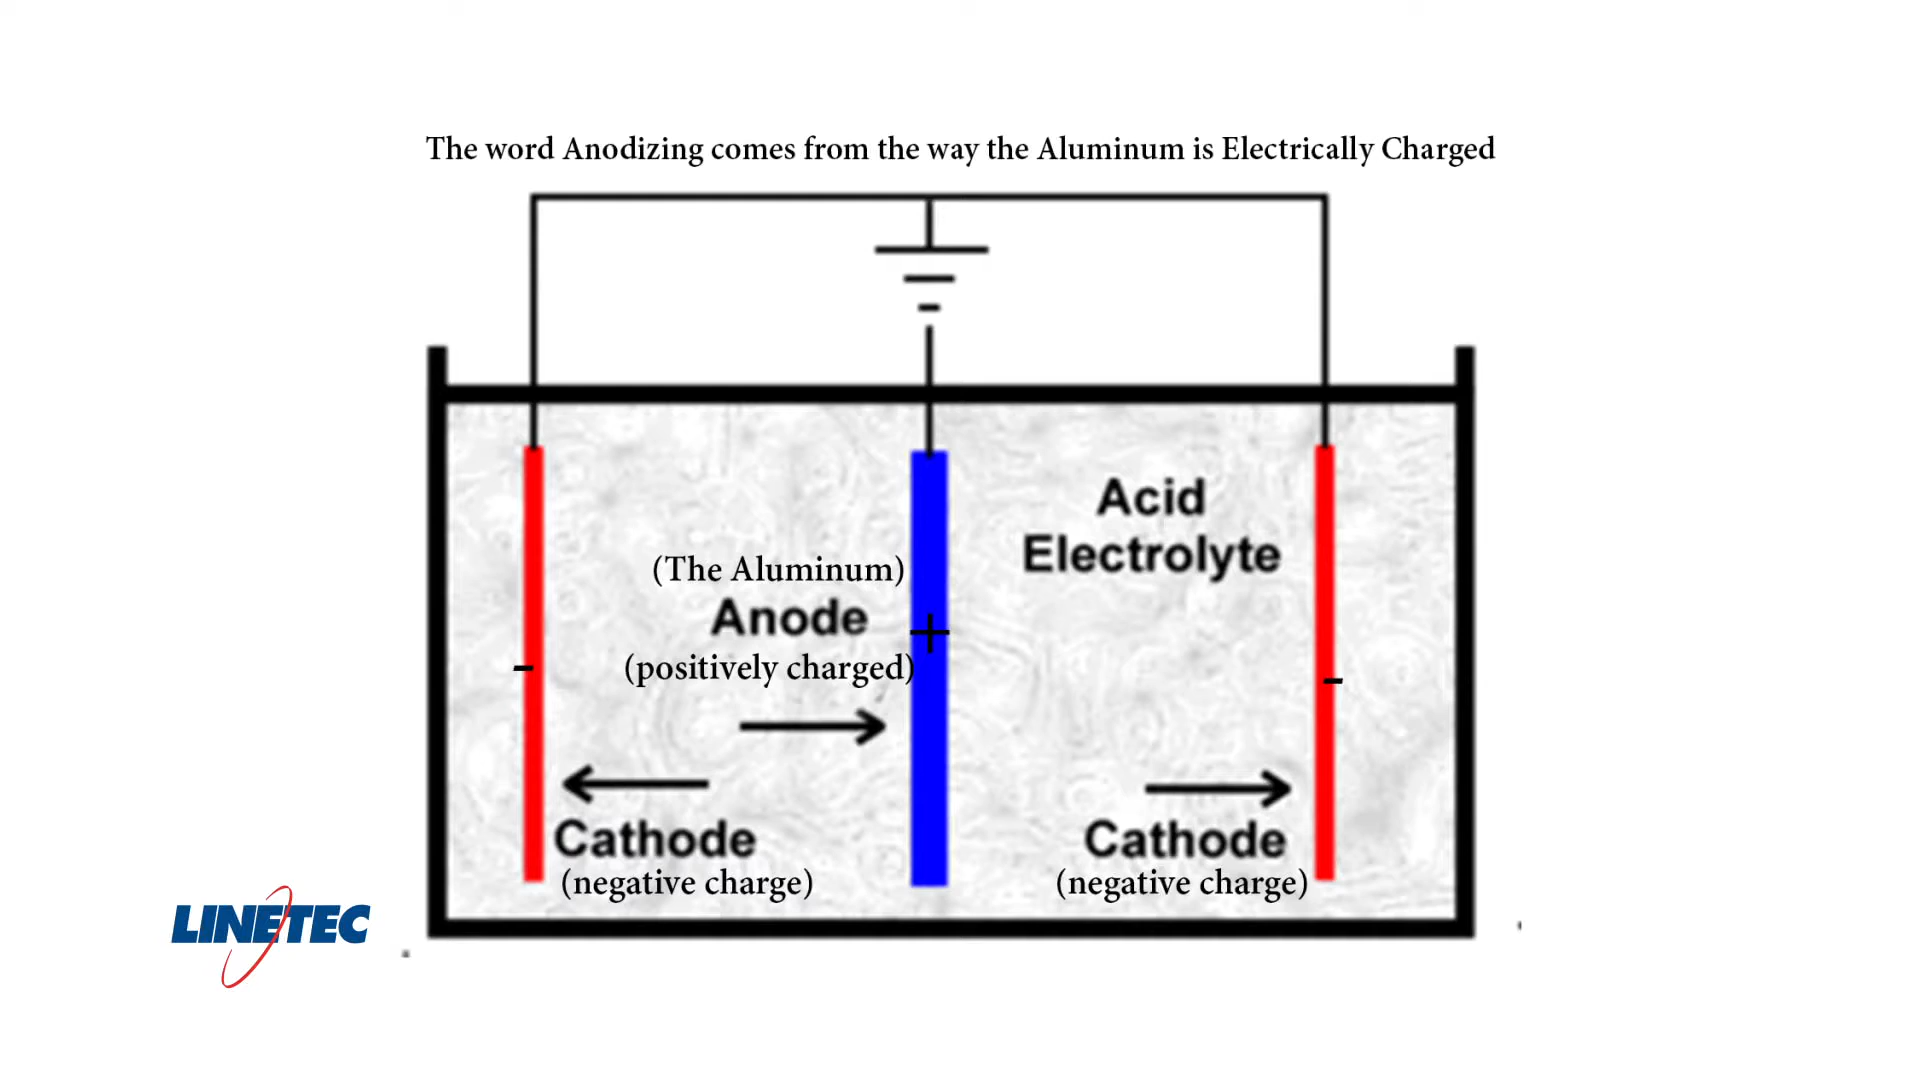 The word Anodizing comes from the way the Aluminum is Electrically Charged
Acid
Electrolyte
(The Aluminum)
Anode
+
(positively charged)
-
-
Cathode
(negative charge)
Cathode
(negative charge)
LINETEC